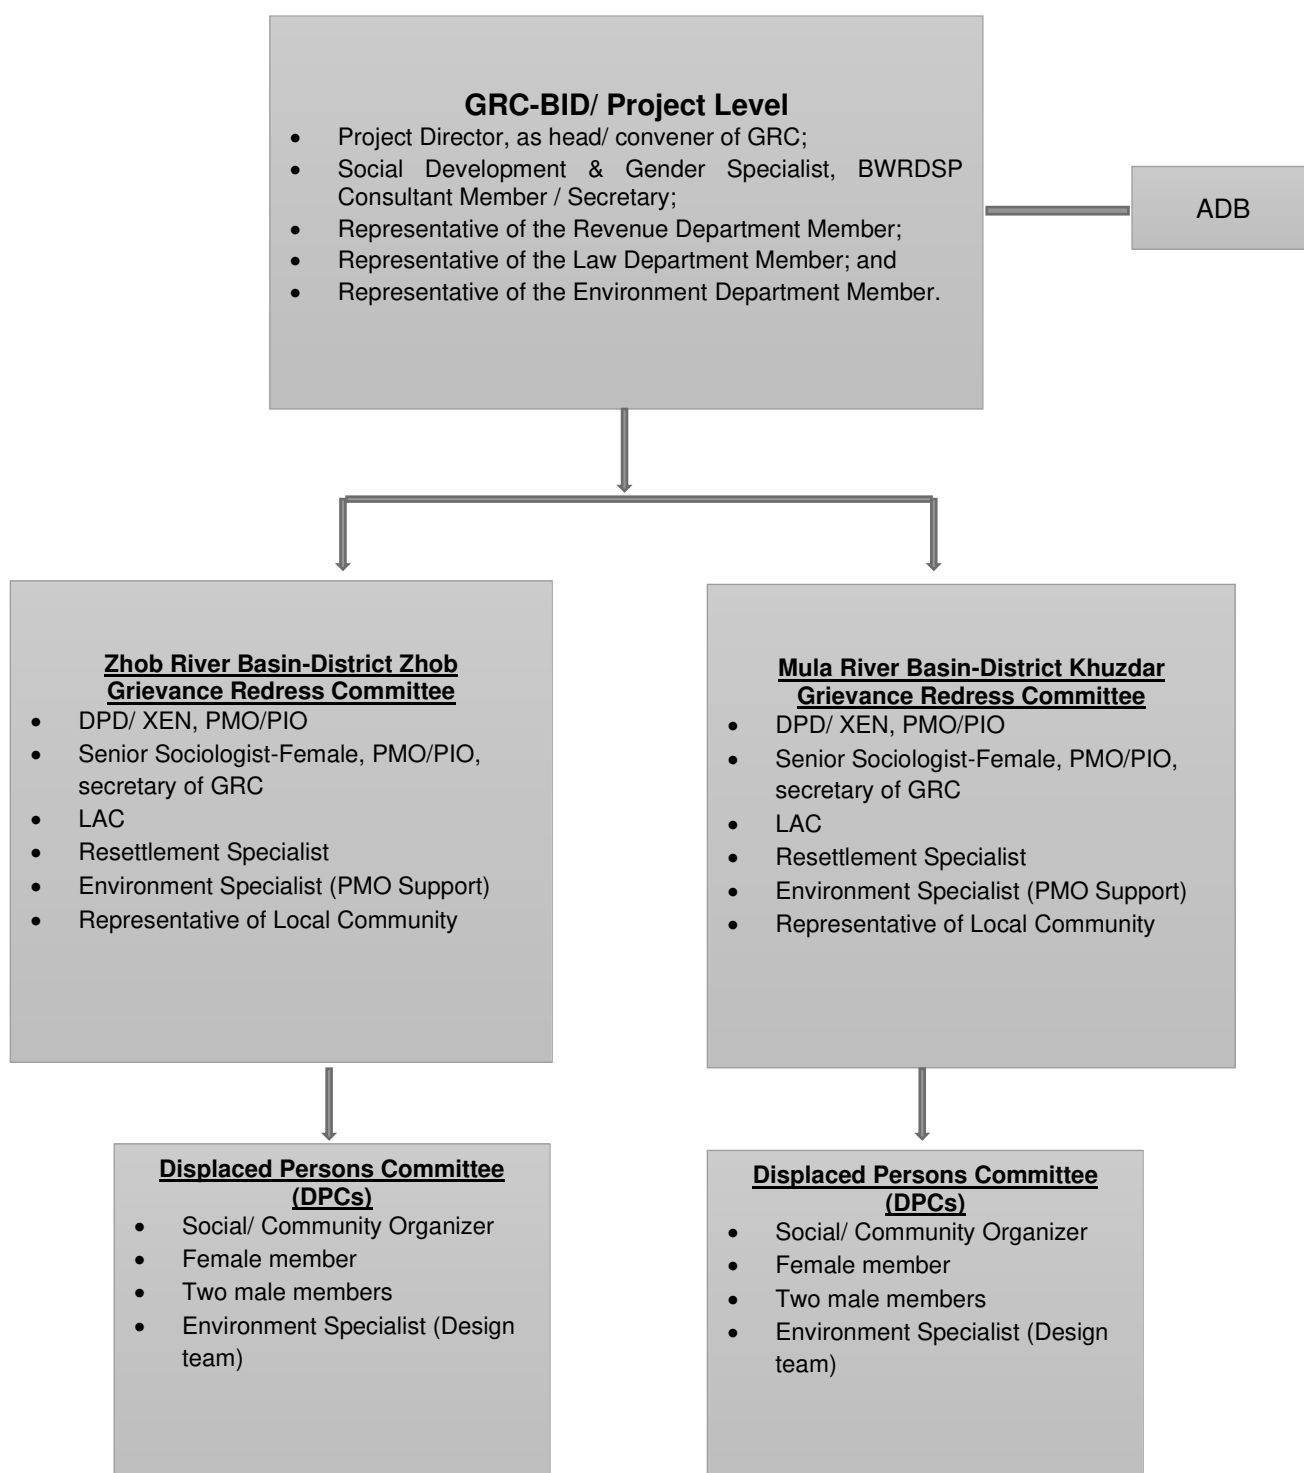 GRC-BID/ Project Level
• Project Director, as head/ convener of GRC;
• Social Development & Gender Specialist, BWRDSP
Consultant Member / Secretary;
• Representative of the Revenue Department Member;
• Representative of the Law Department Member; and
• Representative of the Environment Department Member.
ADB
Zhob River Basin-District Zhob
Grievance Redress Committee
• DPD/ XEN, PMO/PIO
• Senior Sociologist-Female, PMO/PIO,
secretary of GRC
• LAC
• Resettlement Specialist
• Environment Specialist (PMO Support)
• Representative of Local Community
Mula River Basin-District Khuzdar
Grievance Redress Committee
• DPD/ XEN, PMO/PIO
• Senior Sociologist-Female, PMO/PIO,
secretary of GRC
• LAC
• Resettlement Specialist
• Environment Specialist (PMO Support)
• Representative of Local Community
Displaced Persons Committee
(DPCs)
• Social/ Community Organizer
• Female member
• Two male members
• Environment Specialist (Design
team)
Displaced Persons Committee
(DPCs)
• Social/ Community Organizer
• Female member
• Two male members
• Environment Specialist (Design
team)